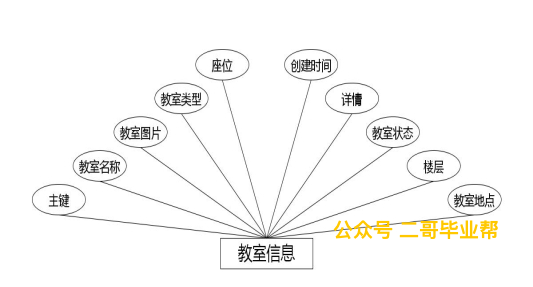 座位
创建时间
教室类型
详情
教室图片
教室状态
教室名称
楼层
主键
教室地点
公众号 二哥毕业帮
教室信息